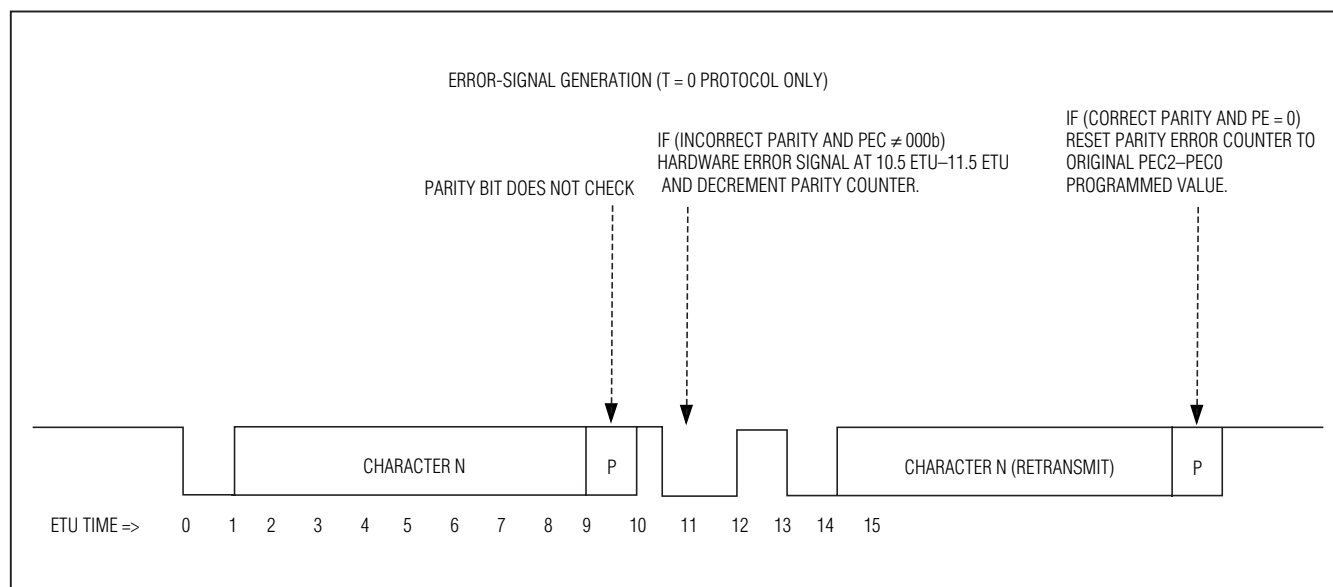 ERROR-SIGNAL GENERATION (T = 0 PROTOCOL ONLY)
PARITY BIT DOES NOT CHECK
IF (INCORRECT PARITY AND PEC ≠ 000b)
HARDWARE ERROR SIGNAL AT 10.5 ETU–11.5 ETU
AND DECREMENT PARITY COUNTER.
IF (CORRECT PARITY AND PE = 0)
RESET PARITY ERROR COUNTER TO
ORIGINAL PEC2–PEC0
PROGRAMMED VALUE.
CHARACTER N P CHARACTER N (RETRANSMIT) P
ETU TIME => 0 1 2 3 4 5 6 7 8 9 10 11 12 13 14 15